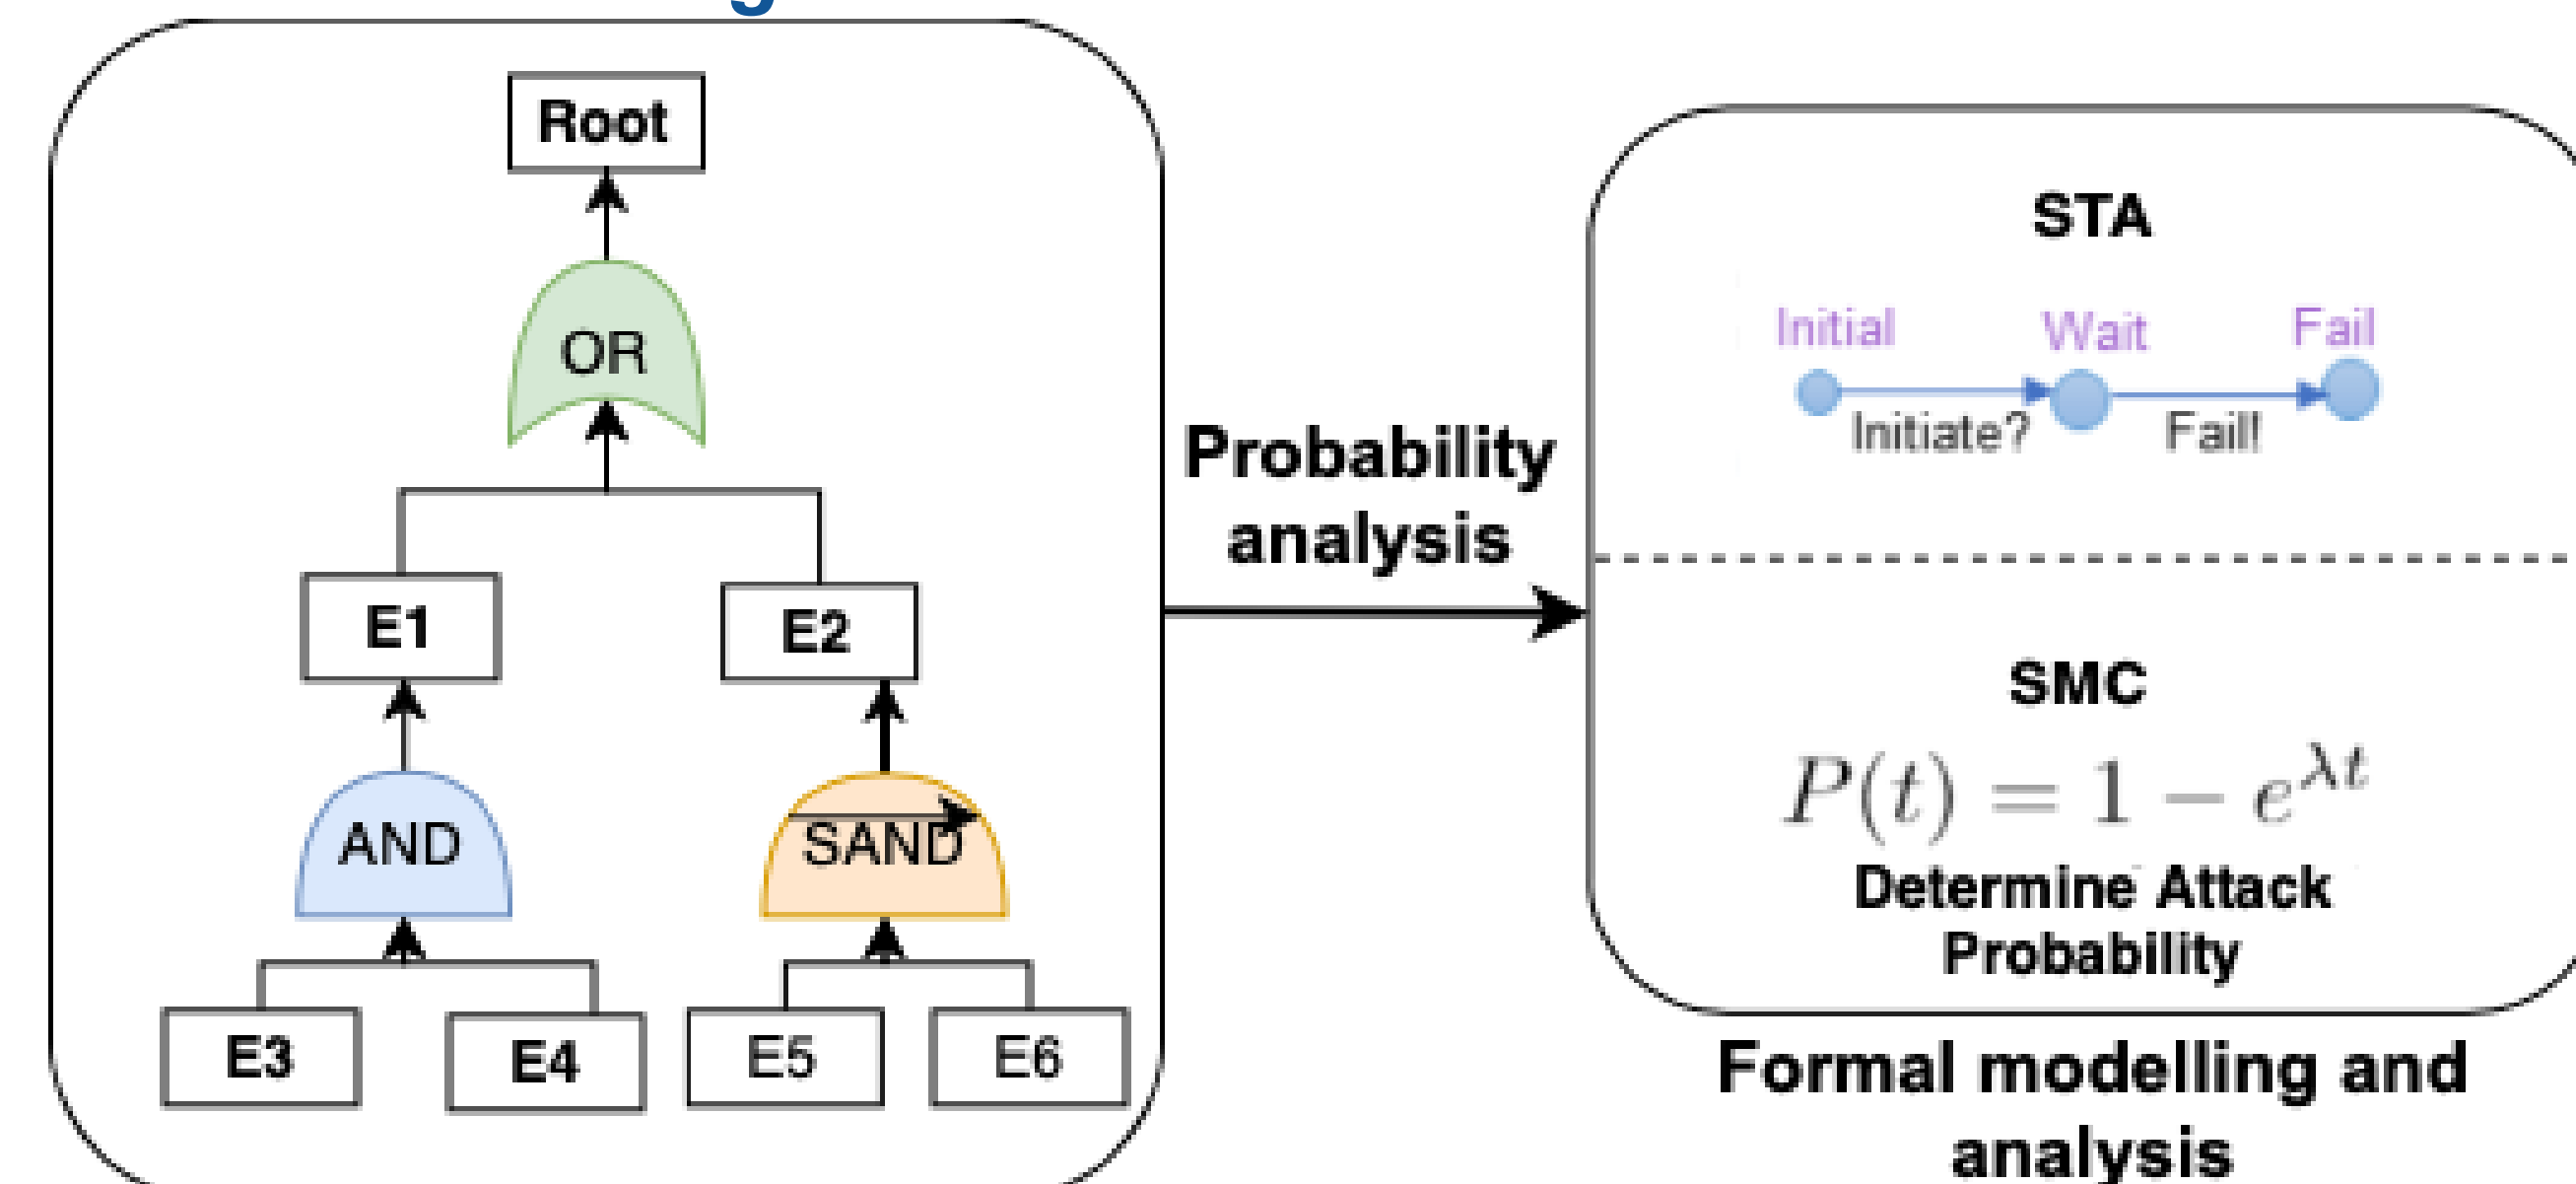 Root
OR
E1
E2
AND
SAND
E3
E4
E5
E6
Probability
analysis
STA
Initial
Wait
Fail
Initiate?
Fail!
SMC
P(t) = 1 − e^{λt}
Determine Attack
Probability
Formal modelling and
analysis